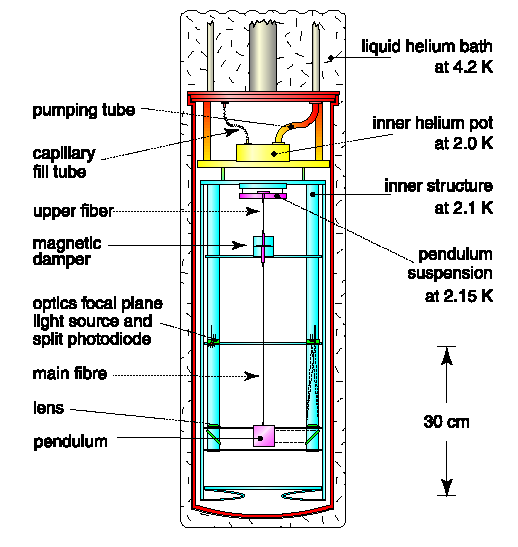 liquid helium bath
at 4.2 K
pumping tube
inner helium pot
at 2.0 K
capillary
fill tube
inner structure
at 2.1 K
upper fiber
magnetic
damper
pendulum
suspension
at 2.15 K
optics focal plane
light source and
split photodiode
main fibre
lens
pendulum
30 cm